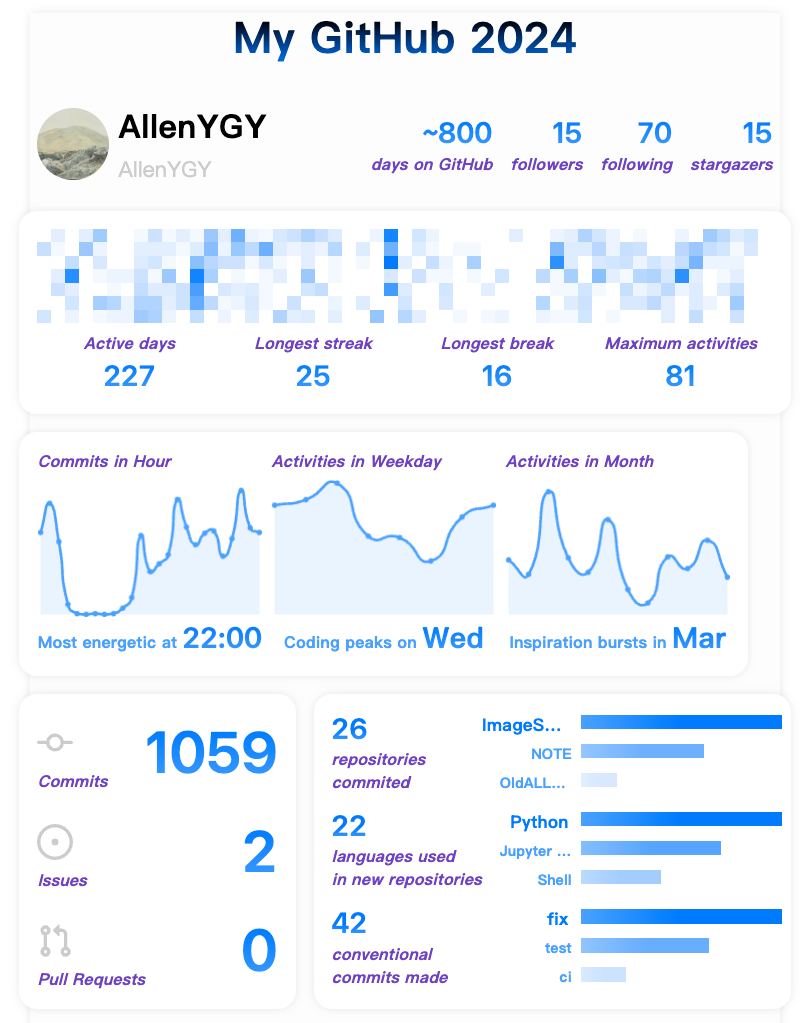 My GitHub 2024
AllenYGY
AllenYGY
~800
days on GitHub
15
followers
70
following
15
stargazers
Active days
227
Longest streak
25
Longest break
16
Maximum activities
81
Commits in Hour
Most energetic at 22:00
Activities in Weekday
Coding peaks on Wed
Activities in Month
Inspiration bursts in Mar
Commits
1059
Issues
2
Pull Requests
0
26
repositories
commited
ImageS...
NOTE
OldALL...
22
languages used
in new repositories
Python
Jupyter ...
Shell
42
conventional
commits made
fix
test
ci